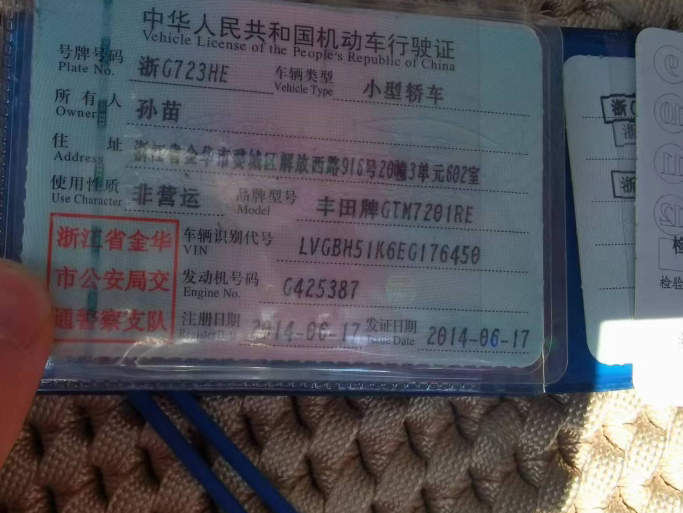 中华人民共和国机动车行驶证
Vehicle License of the People's Republic of China
号牌号码 浙G723HE 车辆类型 小型轿车
Plate No. Vehicle Type
所有人 孙苗
Owner
住址 浙江省金华市婺城区解放西路916号20幢3单元602室
Address
使用性质 非营运 品牌型号 丰田牌GTM7201RE
Use Character Model
浙江省金华 车辆识别代号 LVGBH51K6EG176450
VIN
市公安局交 发动机号码 G425387
Engine No.
通警察支队 注册日期 2014-06-17 发证日期 2014-06-17
Register Date Issue Date
浙
浙
检
检验